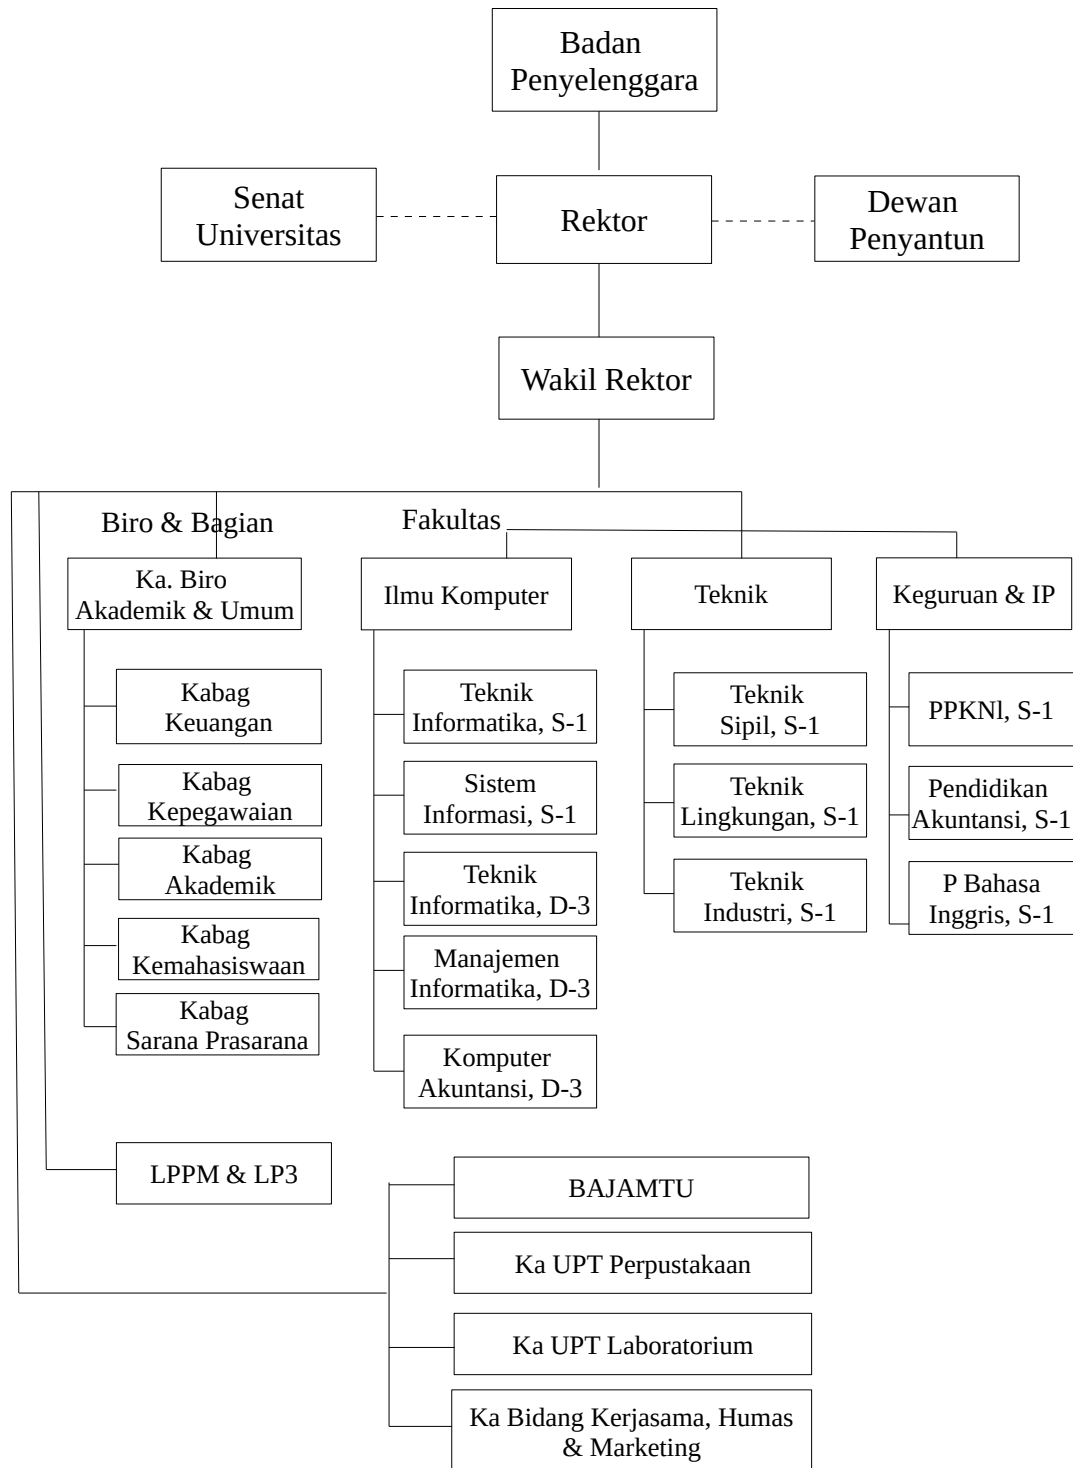 Badan
Penyelenggara
Senat
Universitas
Rektor
Dewan
Penyantun
Wakil Rektor
Biro & Bagian
Fakultas
Ka. Biro
Akademik & Umum
Ilmu Komputer
Teknik
Keguruan & IP
Kabag
Keuangan
Kabag
Kepegawaian
Kabag
Akademik
Kabag
Kemahasiswaan
Kabag
Sarana Prasarana
Teknik
Informatika, S-1
Sistem
Informasi, S-1
Teknik
Informatika, D-3
Manajemen
Informatika, D-3
Komputer
Akuntansi, D-3
Teknik
Sipil, S-1
Teknik
Lingkungan, S-1
Teknik
Industri, S-1
PPKNl, S-1
Pendidikan
Akuntansi, S-1
P Bahasa
Inggris, S-1
LPPM & LP3
BAJAMTU
Ka UPT Perpustakaan
Ka UPT Laboratorium
Ka Bidang Kerjasama, Humas
& Marketing